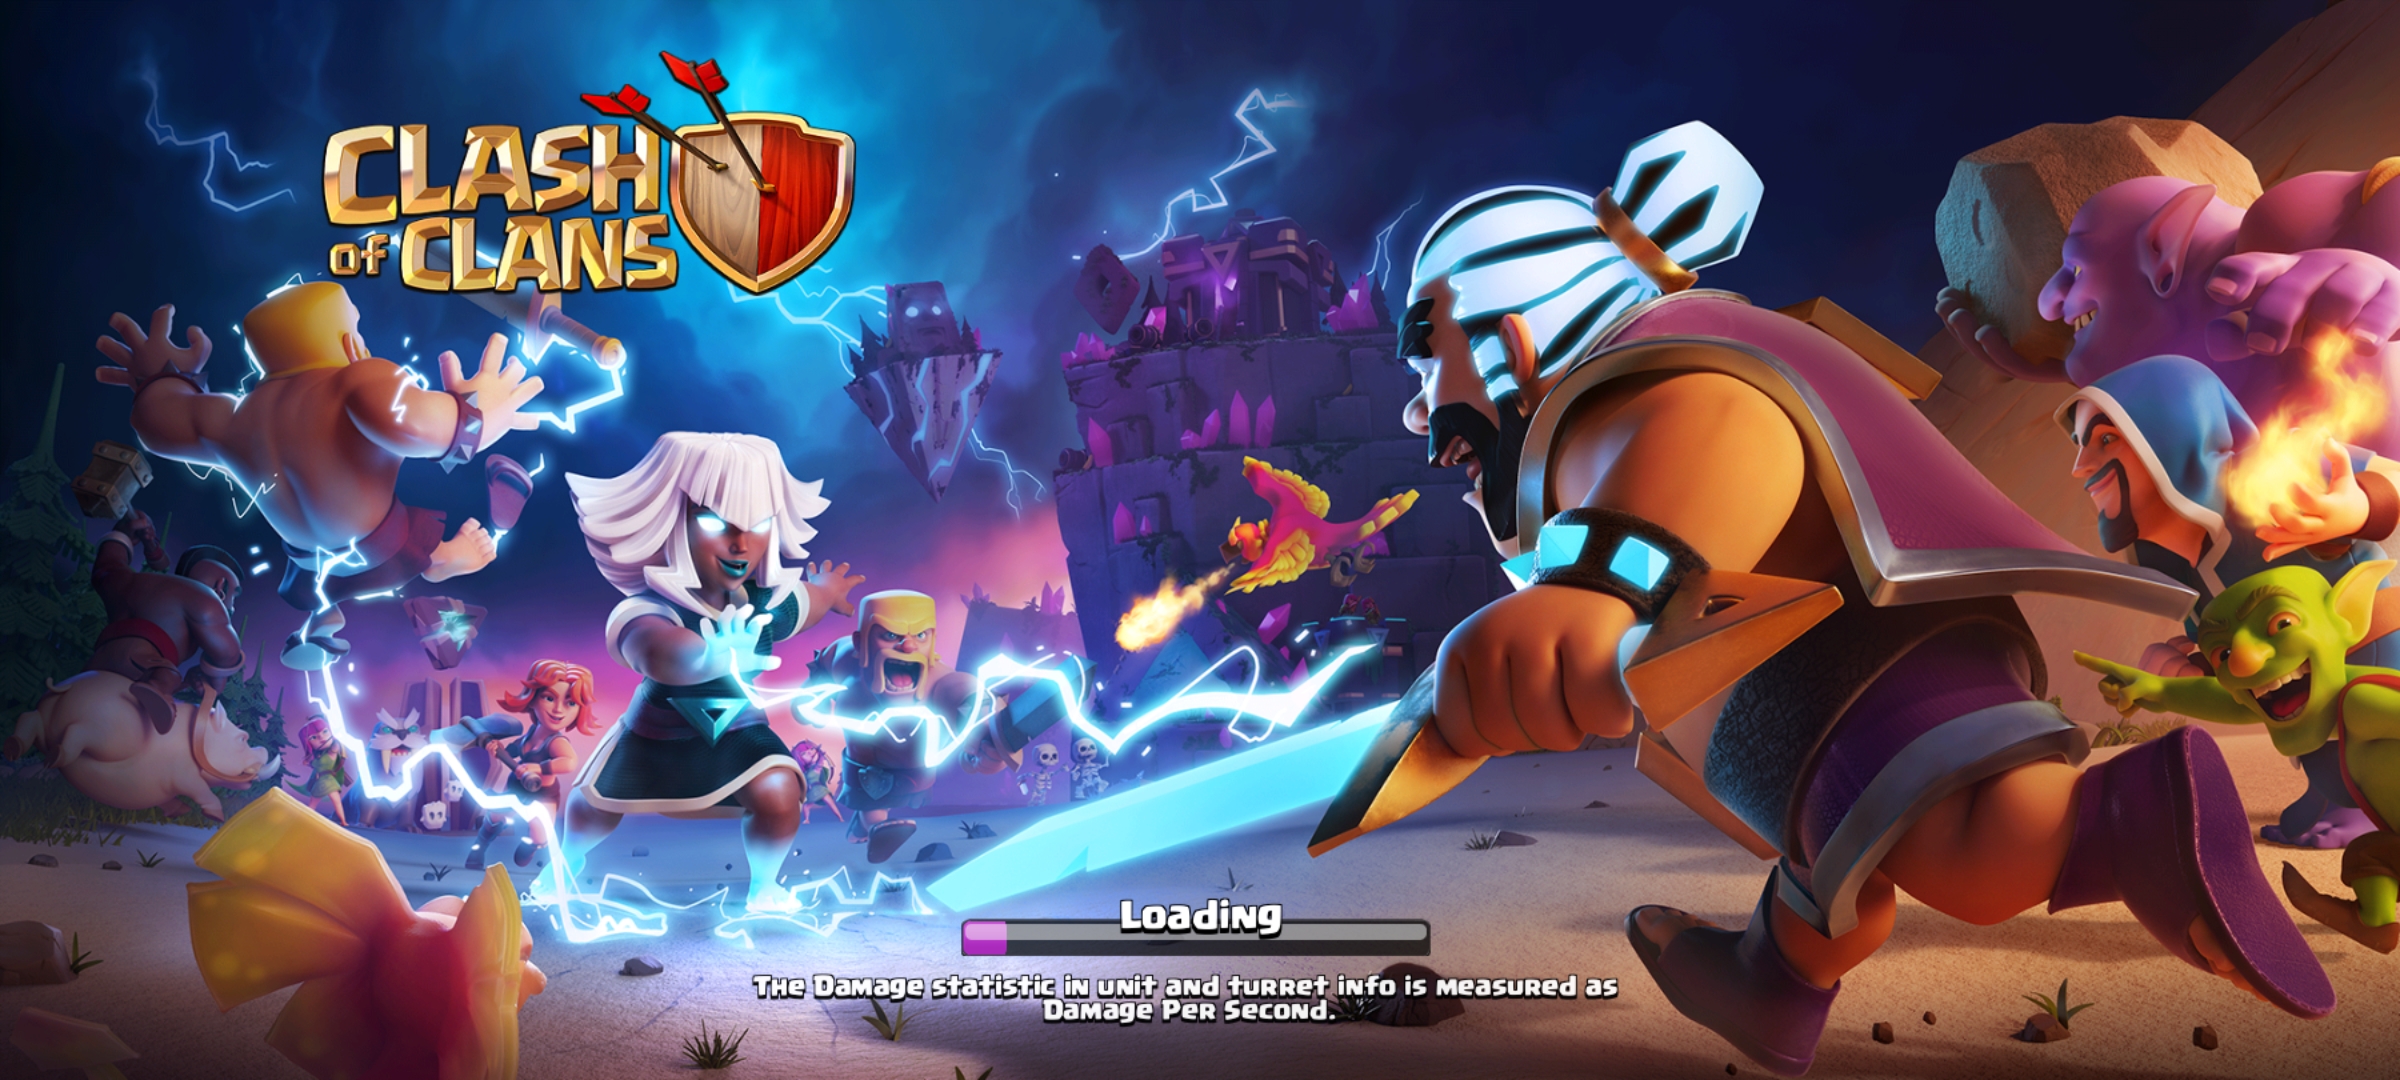 CLASH
OF CLANS
Loading
The Damage statistic in unit and turret info is measured as
Damage Per Second.